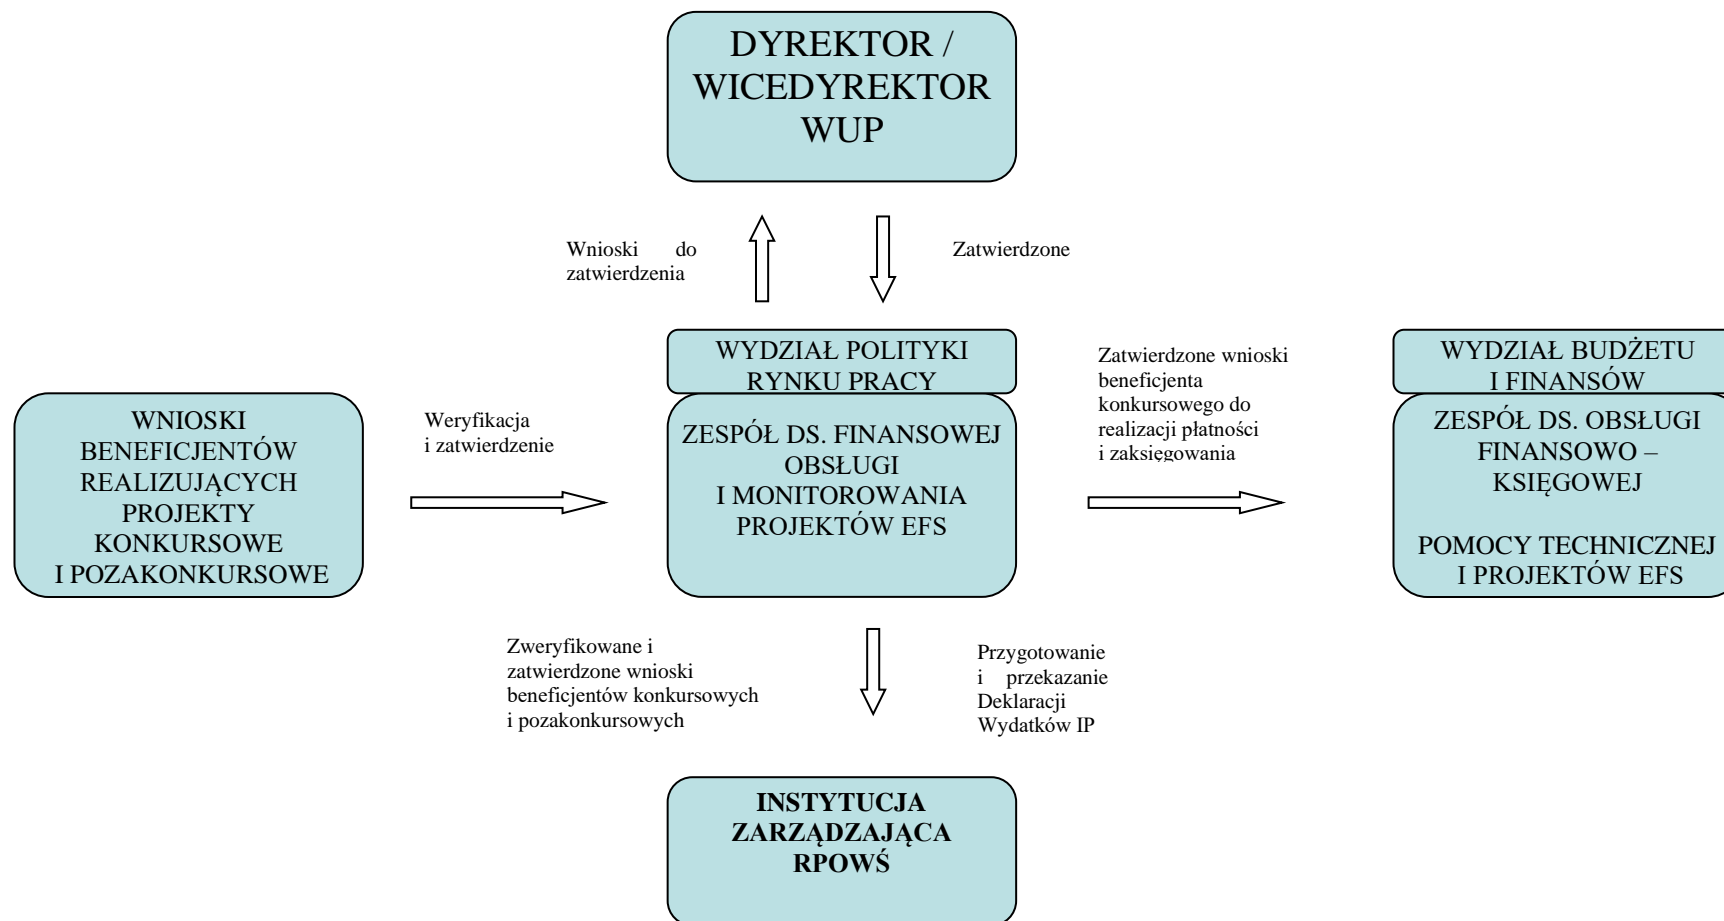 DYREKTOR /
WICEDYREKTOR
WUP
Wnioski do
zatwierdzenia
Zatwierdzone
WNIOSKI
BENEFICJENTÓW
REALIZUJĄCYCH
PROJEKTY
KONKURSOWE
I POZAKONKURSOWE
Weryfikacja
i zatwierdzenie
WYDZIAŁ POLITYKI
RYNKU PRACY
ZESPÓŁ DS. FINANSOWEJ
OBSŁUGI
I MONITOROWANIA
PROJEKTÓW EFS
Zatwierdzone wnioski
beneficjenta
konkursowego do
realizacji płatności
i zaksięgowania
WYDZIAŁ BUDŻETU
I FINANSÓW
ZESPÓŁ DS. OBSŁUGI
FINANSOWO –
KSIĘGOWEJ
POMOCY TECHNICZNEJ
I PROJEKTÓW EFS
Zweryfikowane i
zatwierdzone wnioski
beneficjentów konkursowych
i pozakonkursowych
Przygotowanie
i przekazanie
Deklaracji
Wydatków IP
INSTYTUCJA
ZARZĄDZAJĄCA
RPOWŚ